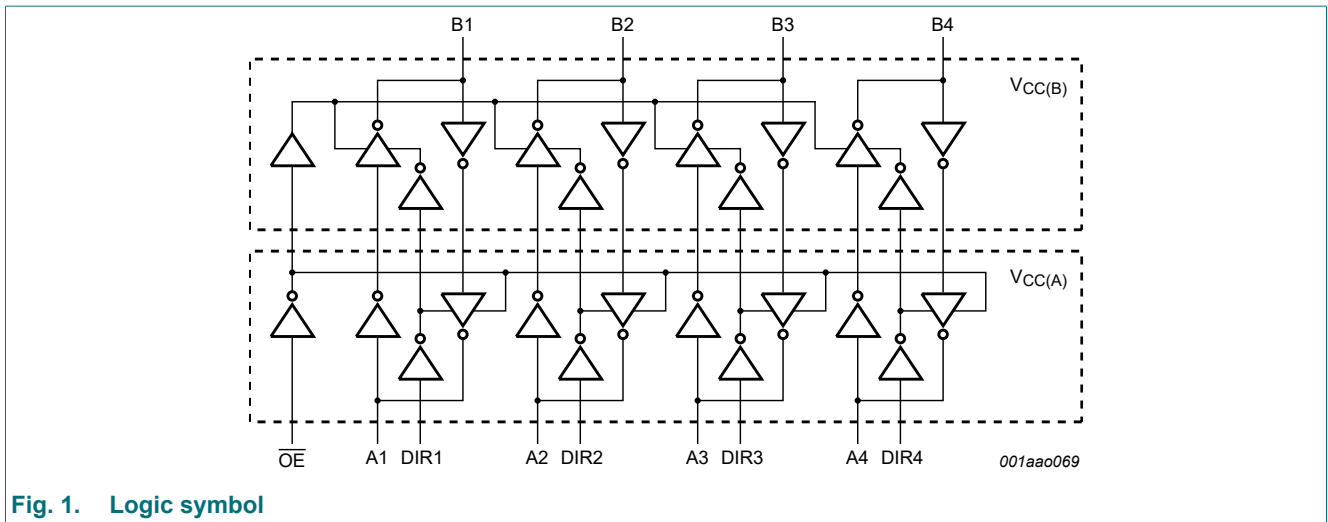 B1 B2 B3 B4
VCC(B)
VCC(A)
OE A1 DIR1 A2 DIR2 A3 DIR3 A4 DIR4
001aao069
Fig. 1. Logic symbol